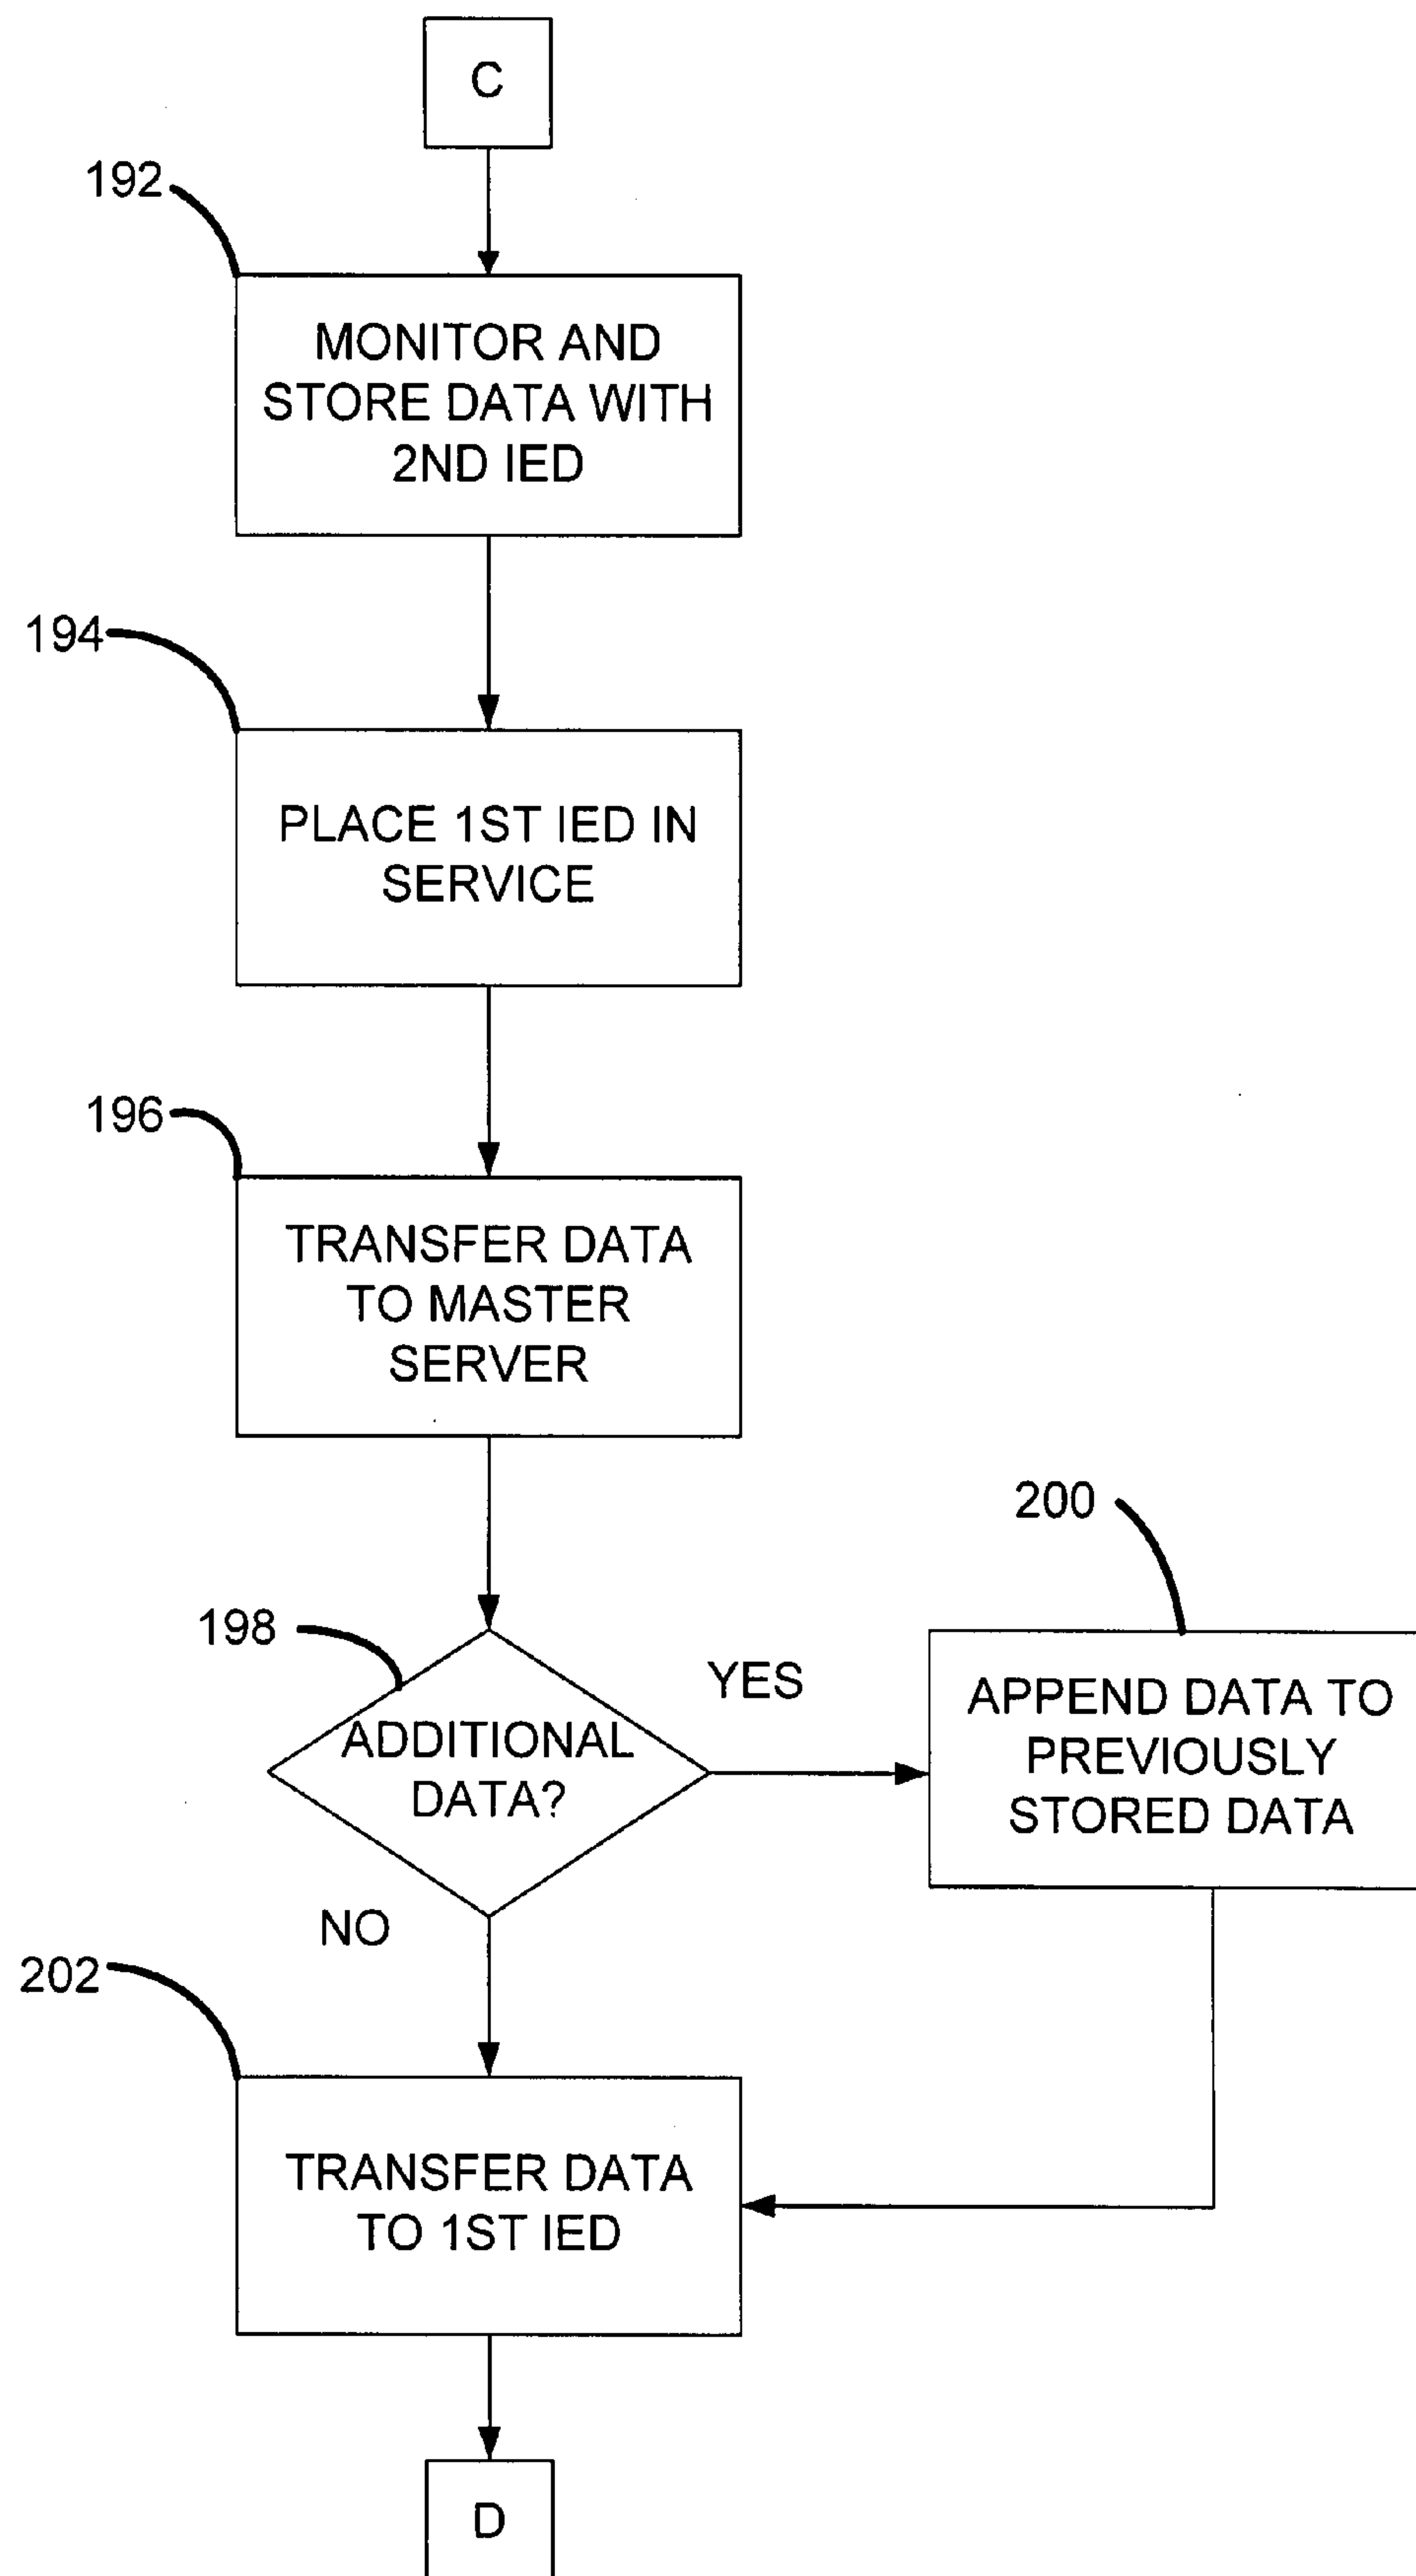 C
192
MONITOR AND
STORE DATA WITH
2ND IED
194
PLACE 1ST IED IN
SERVICE
196
TRANSFER DATA
TO MASTER
SERVER
198
ADDITIONAL
DATA?
YES
200
APPEND DATA TO
PREVIOUSLY
STORED DATA
NO
202
TRANSFER DATA
TO 1ST IED
D